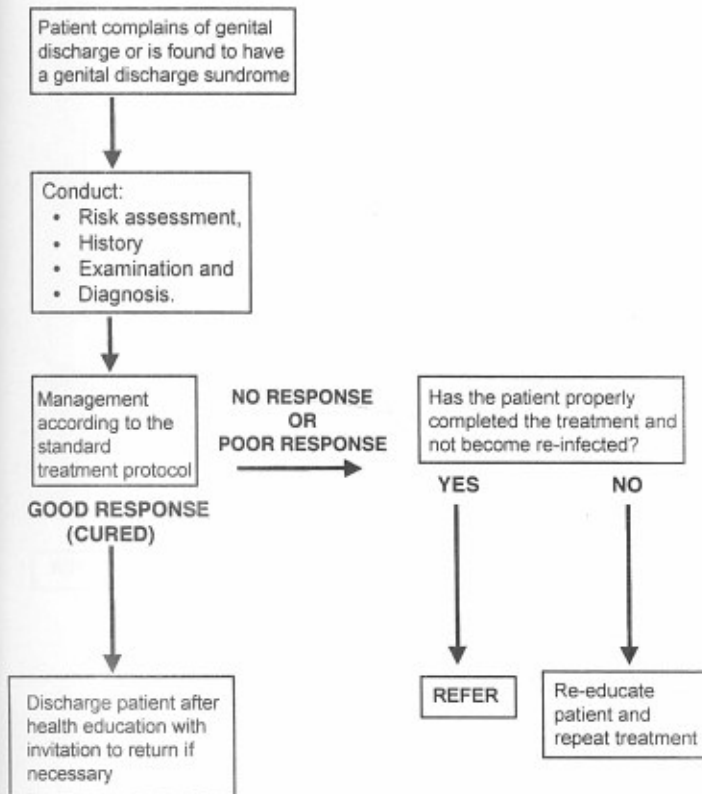 Patient complains of genital
discharge or is found to have
a genital discharge sundrome
Conduct:
• Risk assessment,
• History
• Examination and
• Diagnosis.
Management
according to the
standard
treatment protocol
NO RESPONSE
OR
POOR RESPONSE
Has the patient properly
completed the treatment and
not become re-infected?
GOOD RESPONSE
(CURED)
YES
NO
Discharge patient after
health education with
invitation to return if
necessary
REFER
Re-educate
patient and
repeat treatment